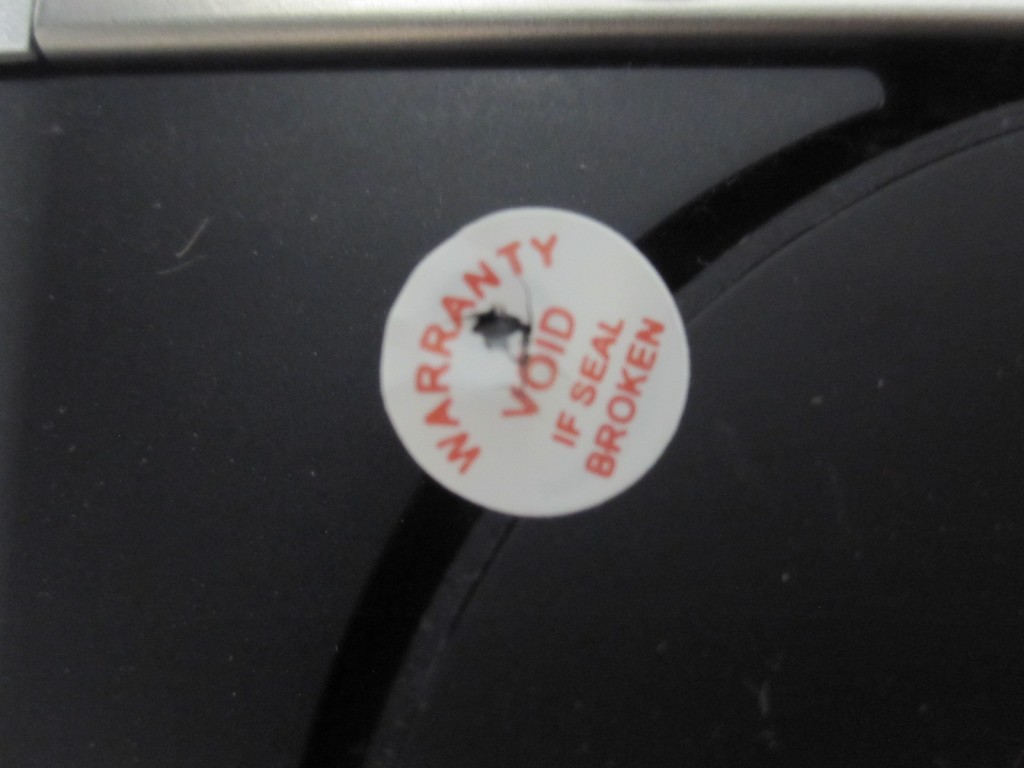 WARRANTY
VOID
IF SEAL
BROKEN